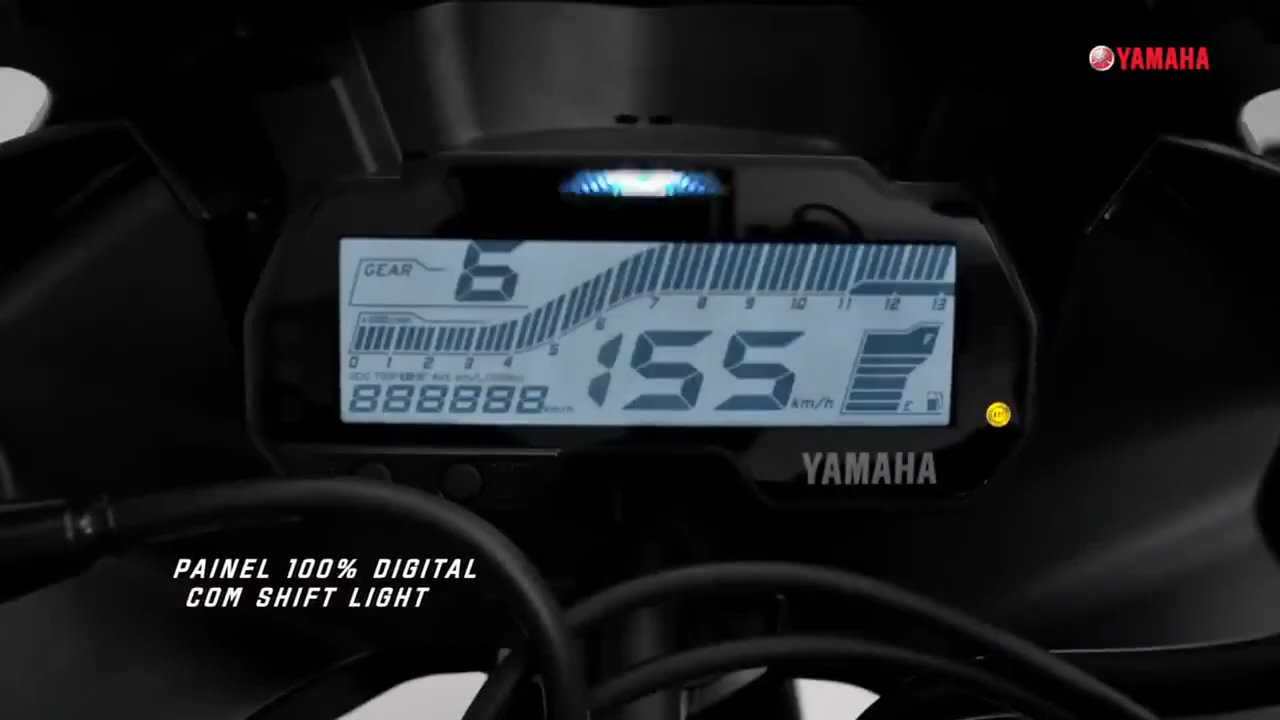 YAMAHA
GEAR 6
7 8 9 10 11 12 13
6
5
0 1 2 3 4
155 km/h
888888 km/h
E
YAMAHA
PAINEL 100% DIGITAL
COM SHIFT LIGHT